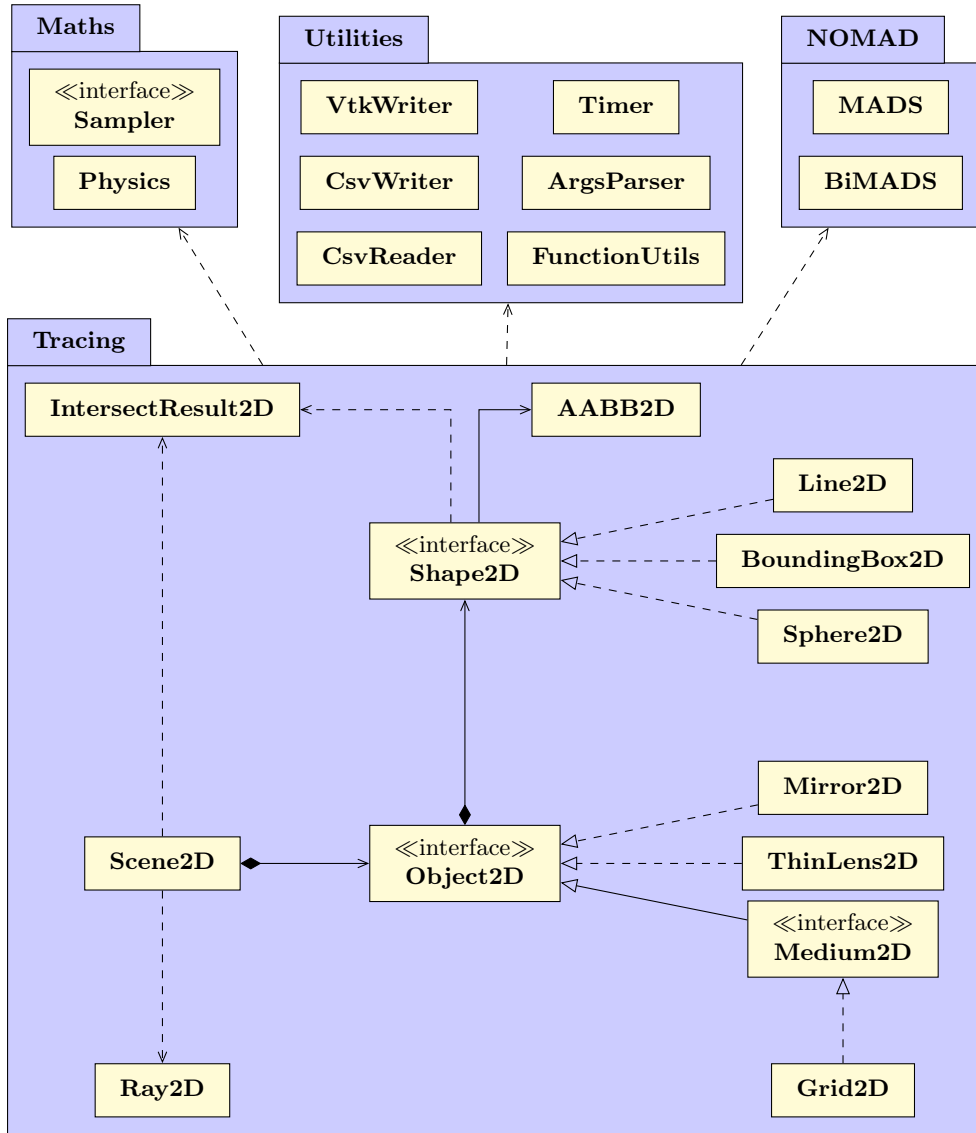 Maths
≪interface≫
Sampler
Physics
Utilities
VtkWriter
Timer
CsvWriter
ArgsParser
CsvReader
FunctionUtils
NOMAD
MADS
BiMADS
Tracing
IntersectResult2D
AABB2D
Line2D
≪interface≫
Shape2D
BoundingBox2D
Sphere2D
Mirror2D
Scene2D
≪interface≫
Object2D
ThinLens2D
≪interface≫
Medium2D
Ray2D
Grid2D